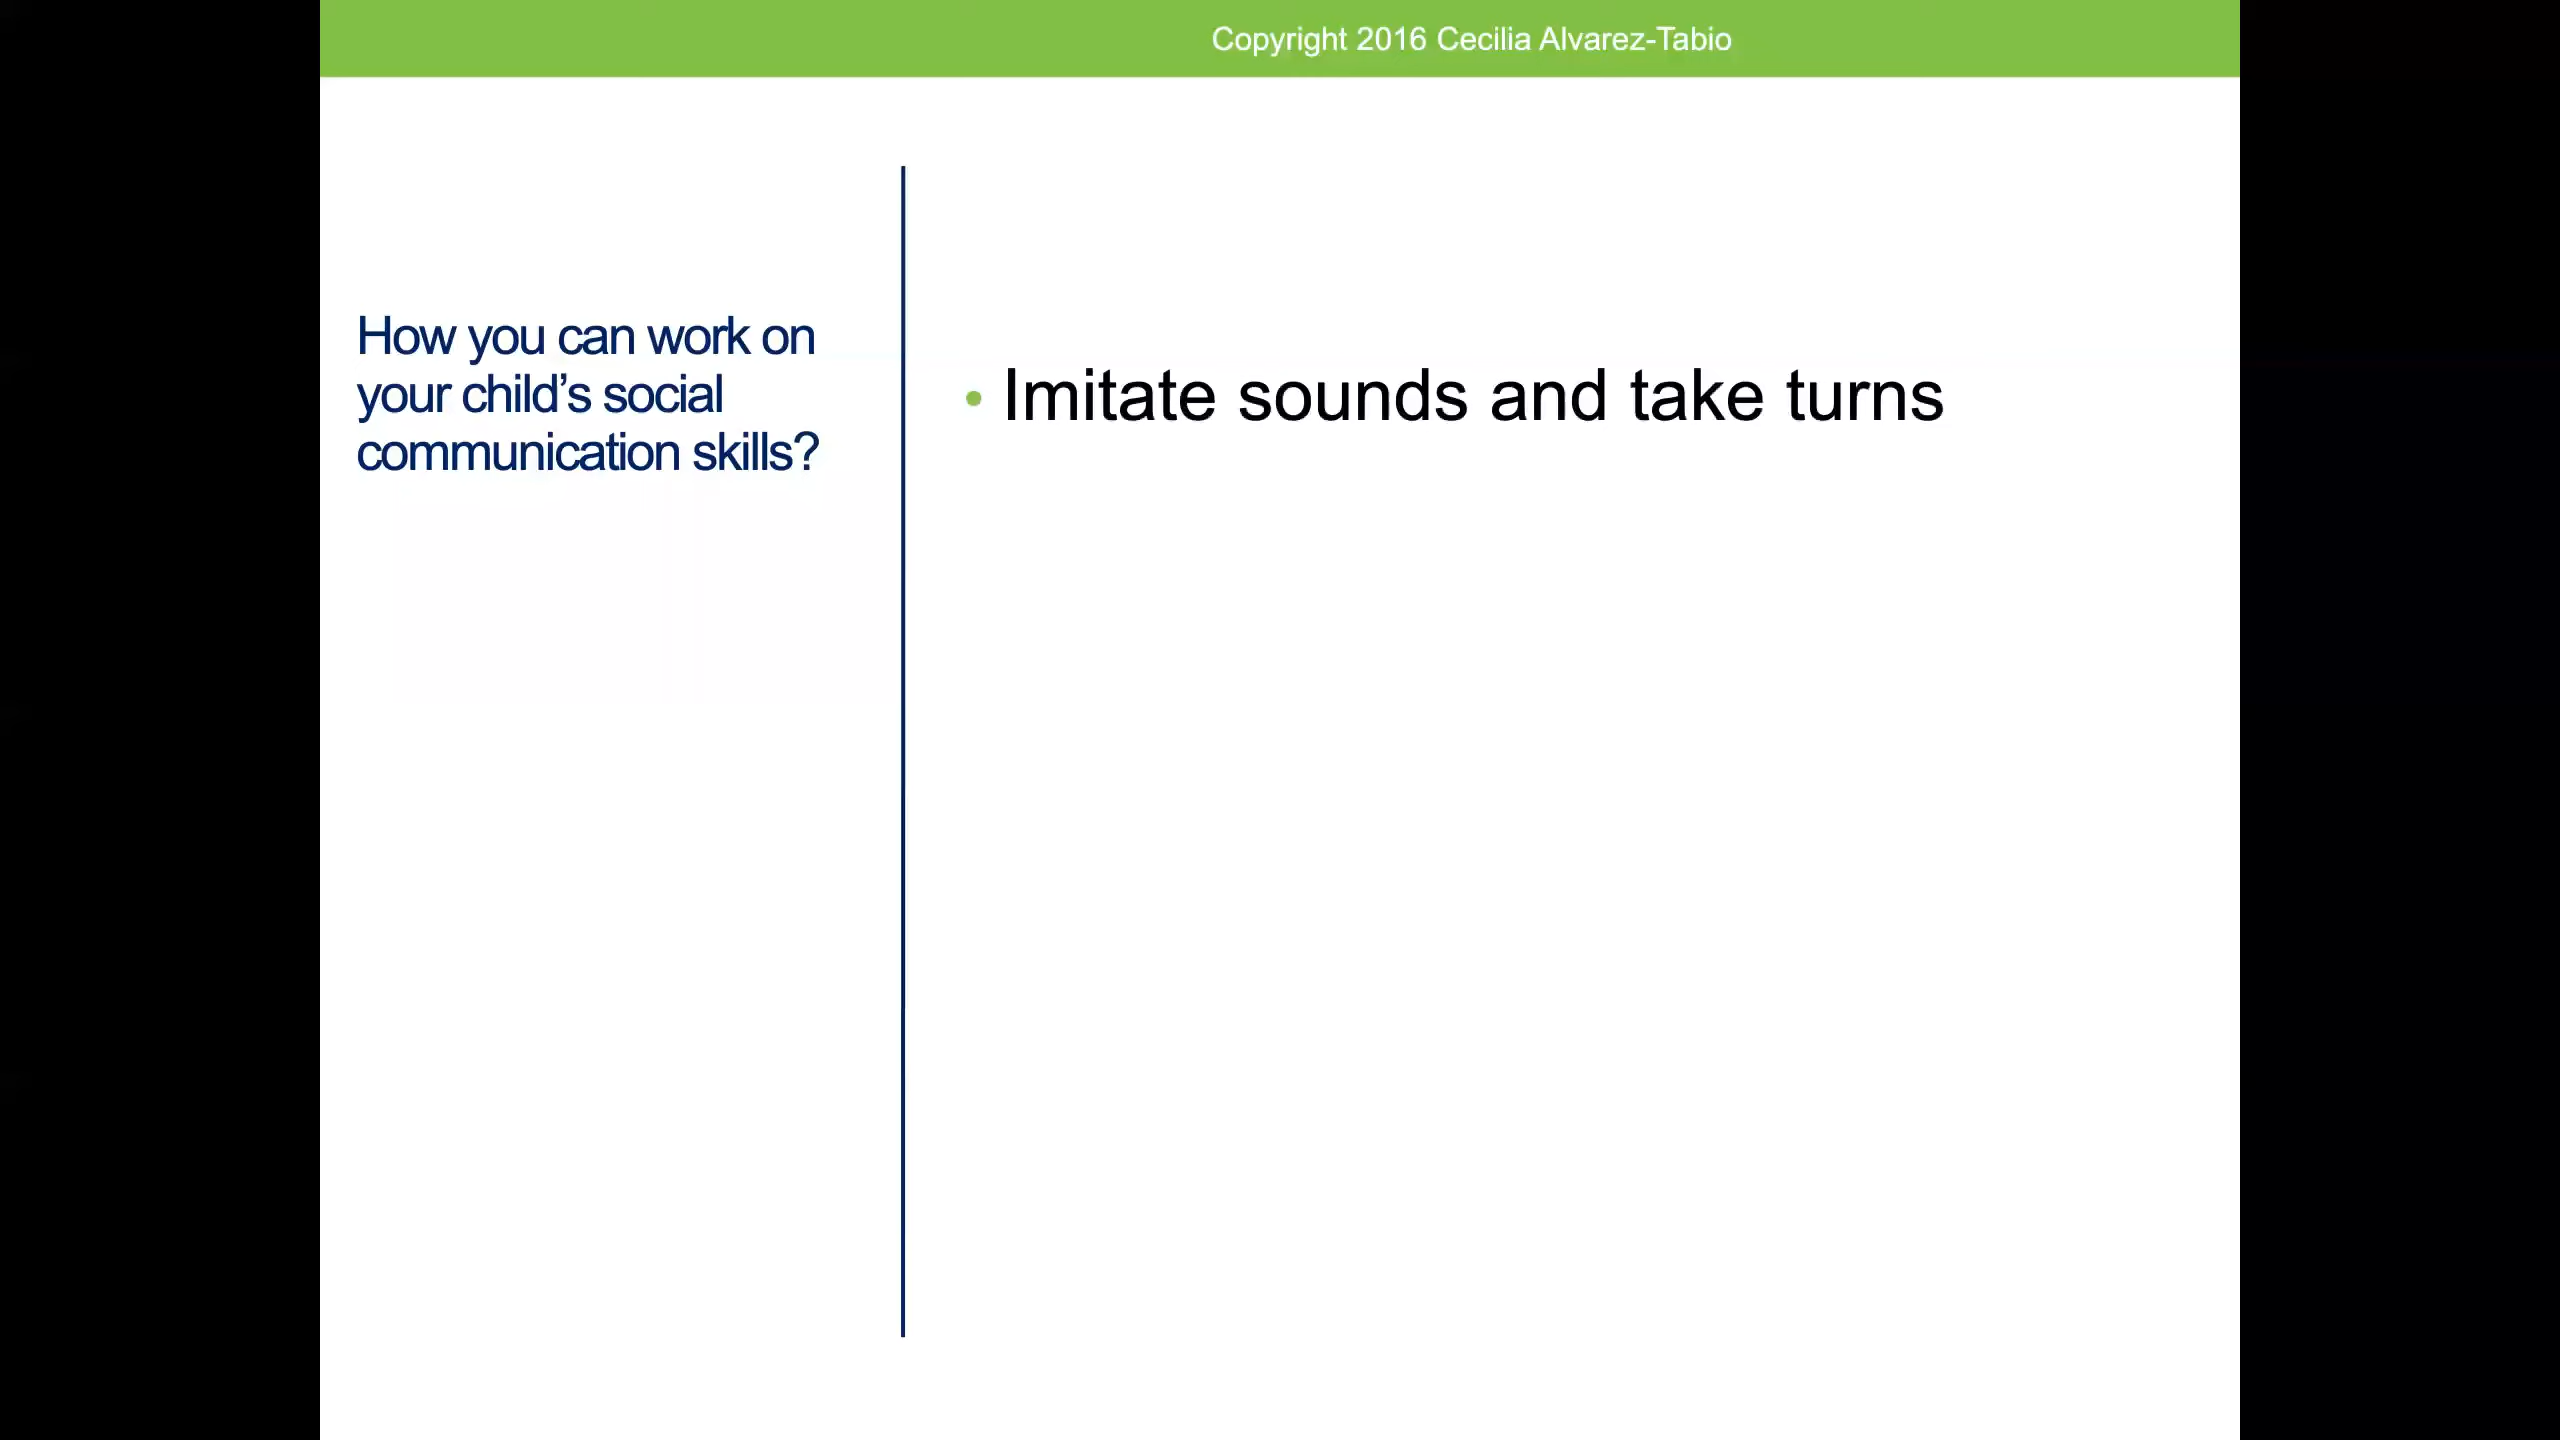 Copyright 2016 Cecilia Alvarez-Tabio
How you can work on
your child’s social
communication skills?
• Imitate sounds and take turns